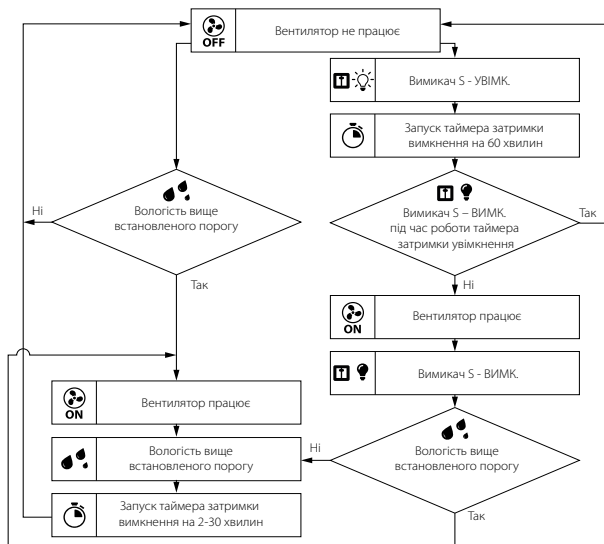 OFF
Вентилятор не працює
Вимикач S - УВІМК.
Запуск таймера затримки
вимкнення на 60 хвилин
Ні
Вологість вище
встановленого порогу
Так
Вимикач S – ВИМК.
під час роботи таймера
затримки увімкнення
Так
Ні
ON
Вентилятор працює
Вимикач S - ВИМК.
ON
Вентилятор працює
Вологість вище
встановленого порогу
Ні
Вологість вище
встановленого порогу
Так
Запуск таймера затримки
вимкнення на 2-30 хвилин